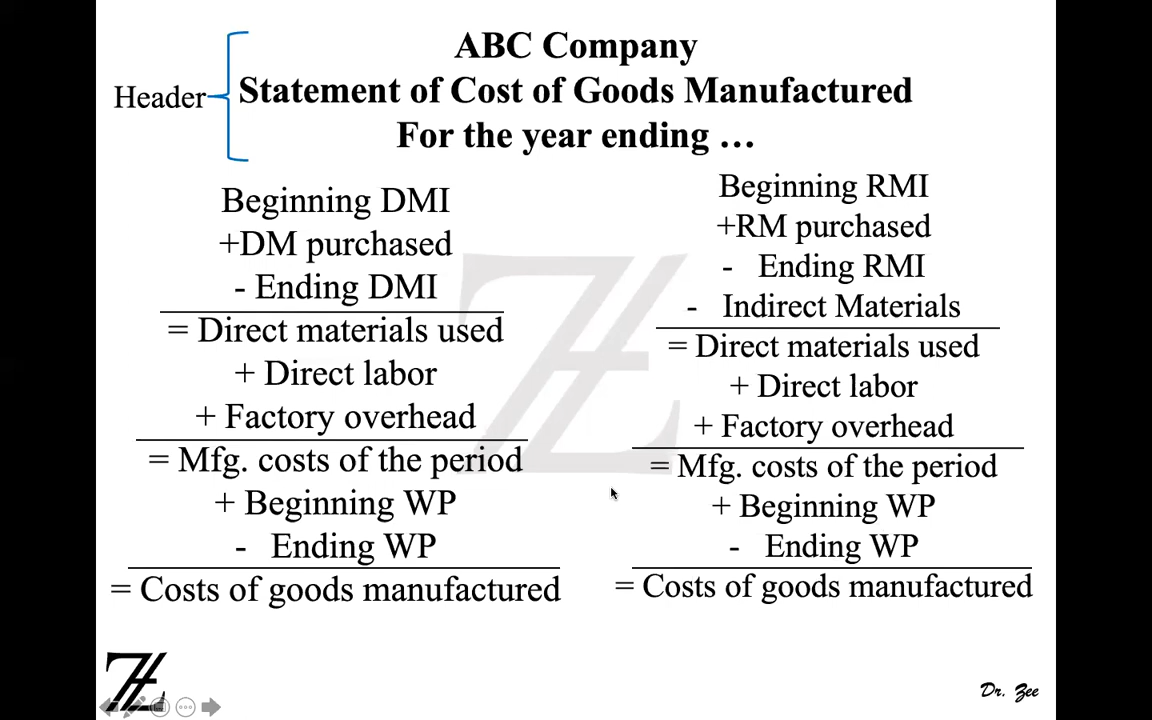 ABC Company
Header
Statement of Cost of Goods Manufactured
For the year ending …
Beginning DMI
+DM purchased
- Ending DMI
= Direct materials used
+ Direct labor
+ Factory overhead
= Mfg. costs of the period
+ Beginning WP
- Ending WP
= Costs of goods manufactured
Beginning RMI
+RM purchased
- Ending RMI
- Indirect Materials
= Direct materials used
+ Direct labor
+ Factory overhead
= Mfg. costs of the period
+ Beginning WP
- Ending WP
= Costs of goods manufactured
Dr. Zee